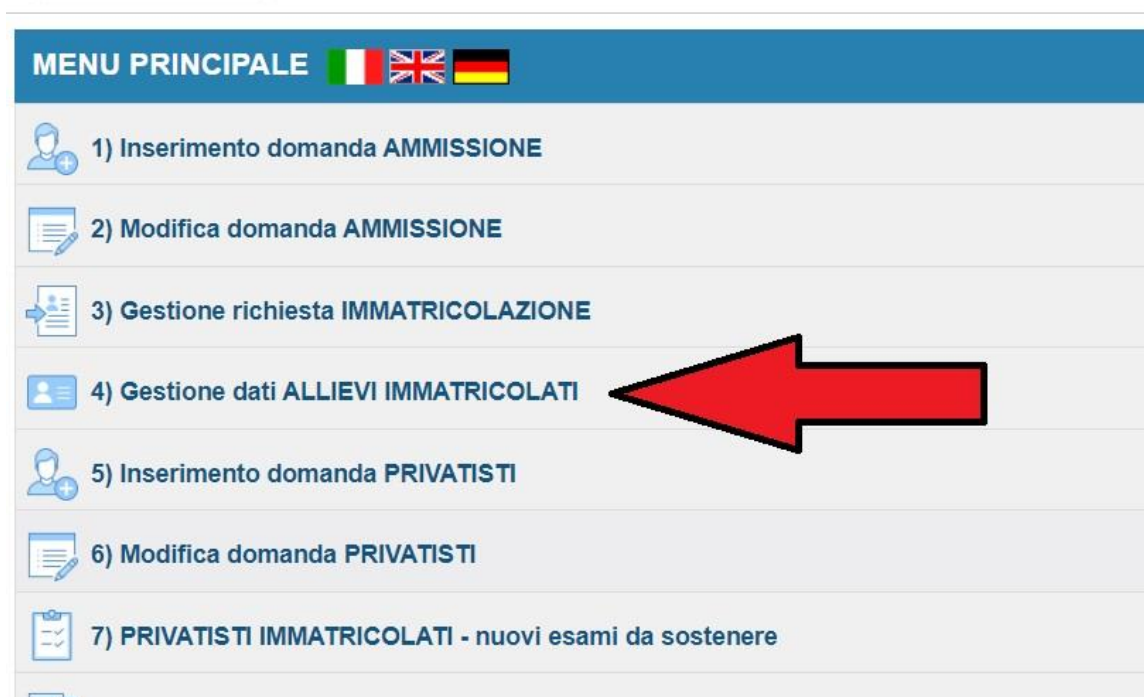 MENU PRINCIPALE
1) Inserimento domanda AMMISSIONE
2) Modifica domanda AMMISSIONE
3) Gestione richiesta IMMATRICOLAZIONE
4) Gestione dati ALLIEVI IMMATRICOLATI
5) Inserimento domanda PRIVATISTI
6) Modifica domanda PRIVATISTI
7) PRIVATISTI IMMATRICOLATI - nuovi esami da sostenere